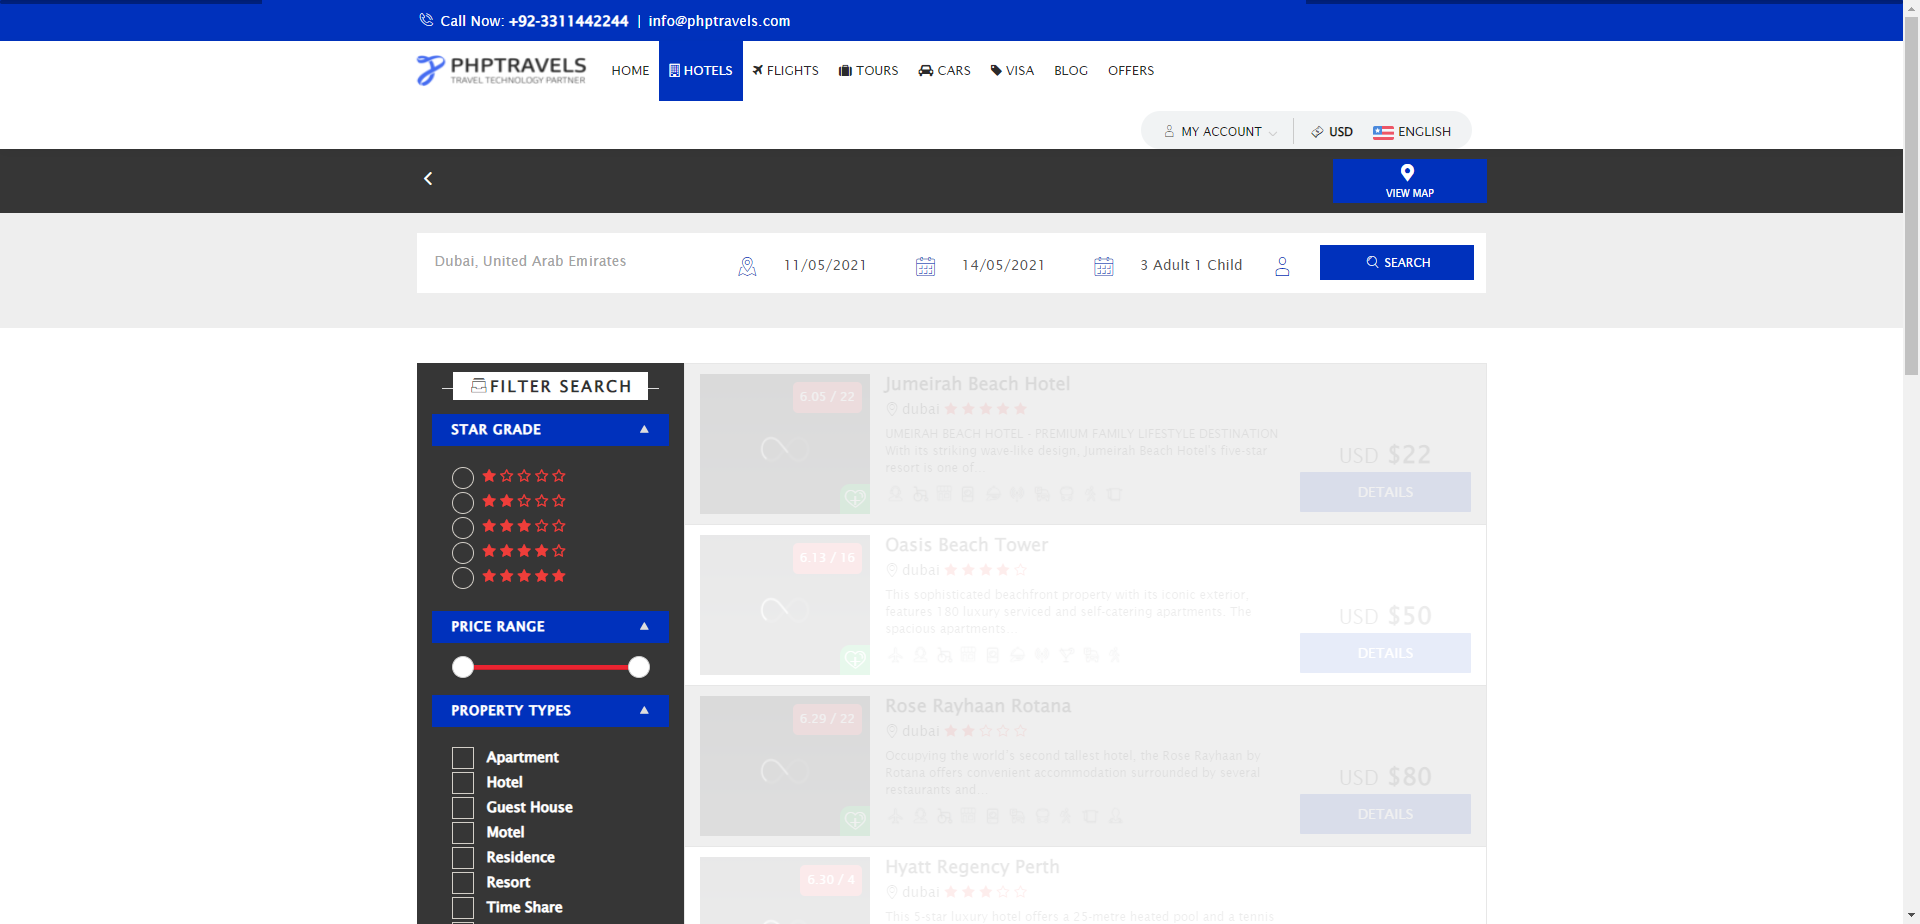 Call Now: +92-3311442244 | info@phptravels.com
PHPTRAVELS
TRAVEL TECHNOLOGY PARTNER
HOME HOTELS FLIGHTS TOURS CARS VISA BLOG OFFERS
MY ACCOUNT USD ENGLISH
VIEW MAP
Dubai, United Arab Emirates 11/05/2021 14/05/2021 3 Adult 1 Child SEARCH
FILTER SEARCH
STAR GRADE
PRICE RANGE
PROPERTY TYPES
Apartment
Hotel
Guest House
Motel
Residence
Resort
Time Share
6.05 / 22
Jumeirah Beach Hotel
dubai
UMEIRAH BEACH HOTEL - PREMIUM FAMILY LIFESTYLE DESTINATION
With its striking wave-like design, Jumeirah Beach Hotel's five-star
resort is one of...
USD $22
DETAILS
6.13 / 16
Oasis Beach Tower
dubai
This sophisticated beachfront property with its iconic exterior,
features 180 luxury serviced and self-catering apartments. The
spacious apartments...
USD $50
DETAILS
6.29 / 22
Rose Rayhaan Rotana
dubai
Occupying the world's second tallest hotel, the Rose Rayhaan by
Rotana offers convenient accommodation surrounded by several
restaurants and...
USD $80
DETAILS
6.30 / 4
Hyatt Regency Perth
dubai
This 5-star luxury hotel offers a 25-metre heated pool and a tennis